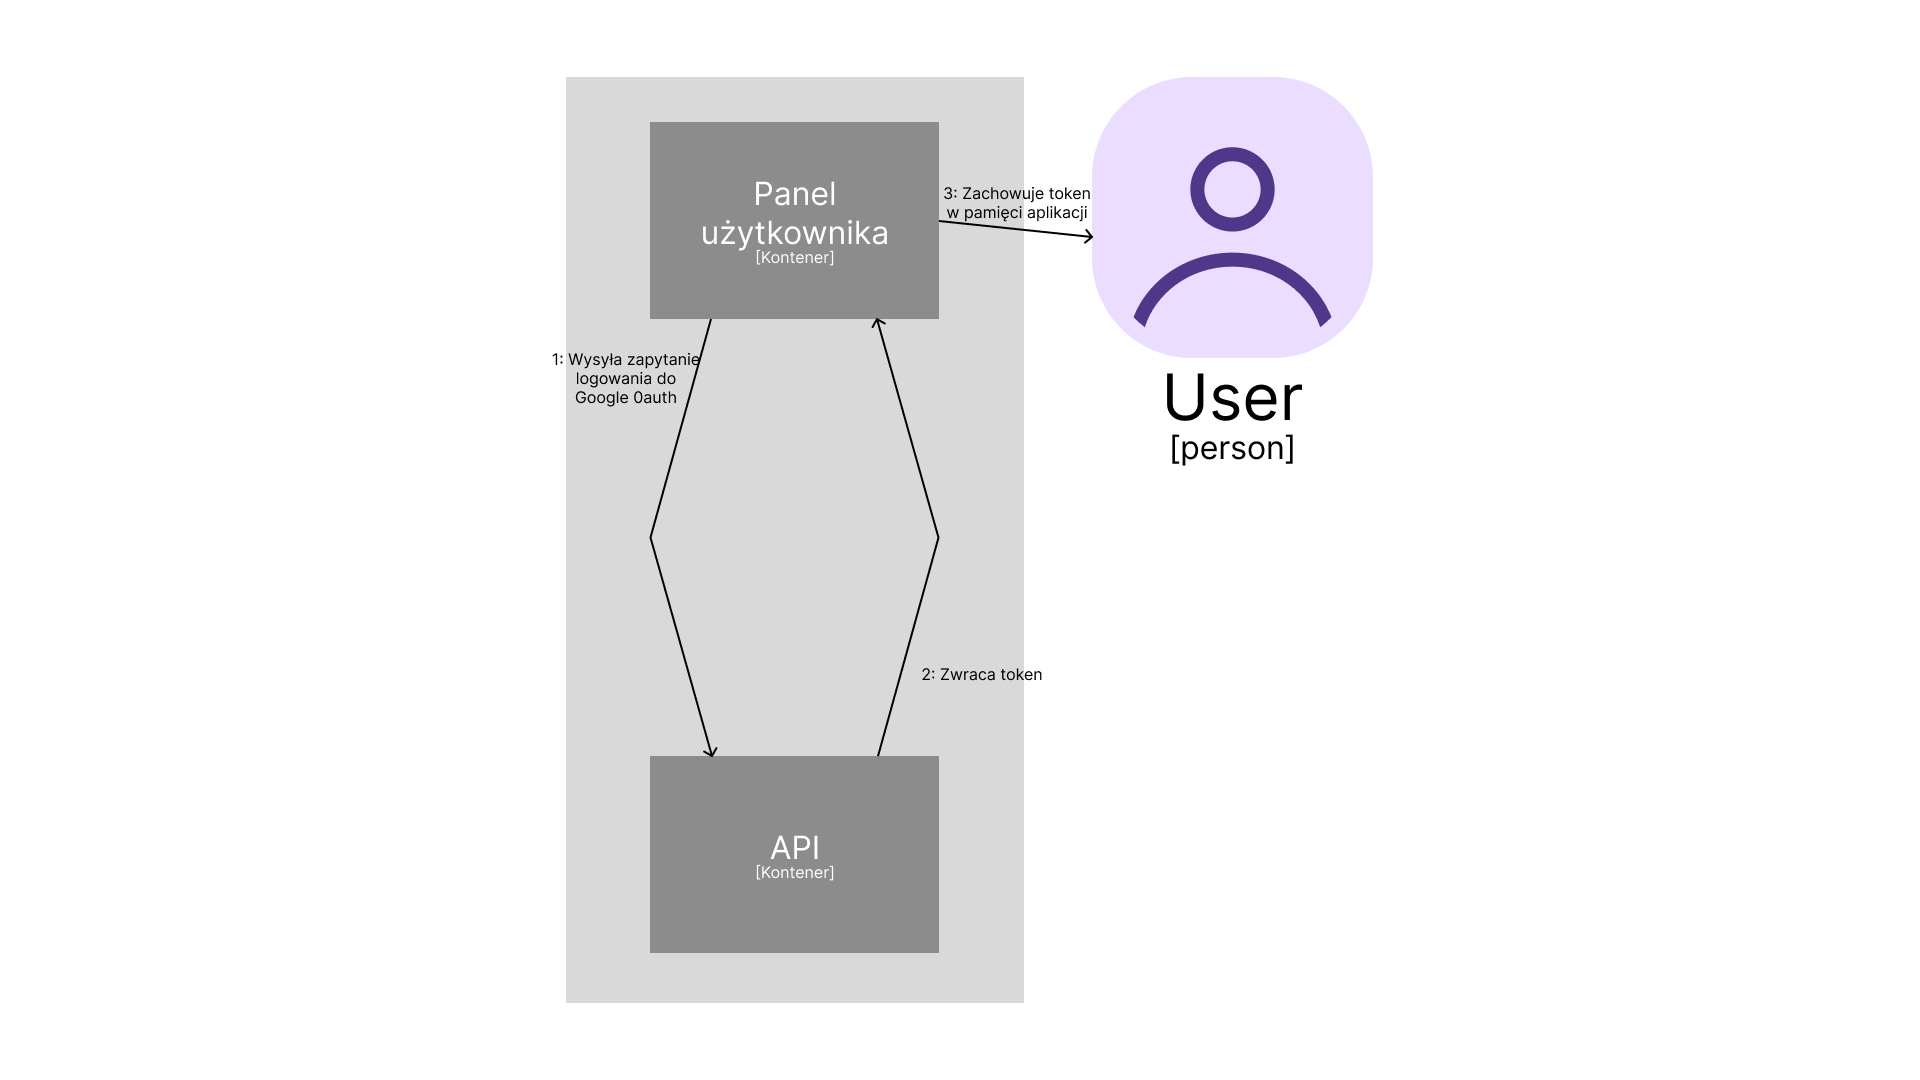 Panel
użytkownika
[Kontener]
3: Zachowuje token
w pamięci aplikacji
1: Wysyła zapytanie
logowania do
Google 0auth
User
[person]
2: Zwraca token
API
[Kontener]